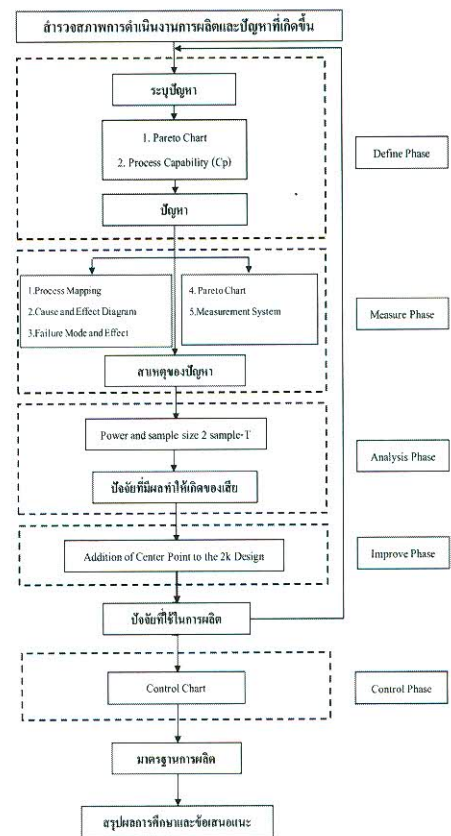 สำรวจสภาพการดำเนินงานการผลิตและปัญหาที่เกิดขึ้น
ระบุปัญหา
1. Pareto Chart
2. Process Capability (Cp)
Define Phase
ปัญหา
1.Process Mapping
2.Cause and Effect Diagram
3.Failure Mode and Effect
4. Pareto Chart
5.Measurement System
Measure Phase
สาเหตุของปัญหา
Power and sample size 2 sample-T
Analysis Phase
ปัจจัยที่มีผลทำให้เกิดของเสีย
Addition of Center Point to the 2k Design
Improve Phase
ปัจจัยที่ใช้ในการผลิต
Control Chart
Control Phase
มาตรฐานการผลิต
สรุปผลการศึกษาและข้อเสนอแนะ